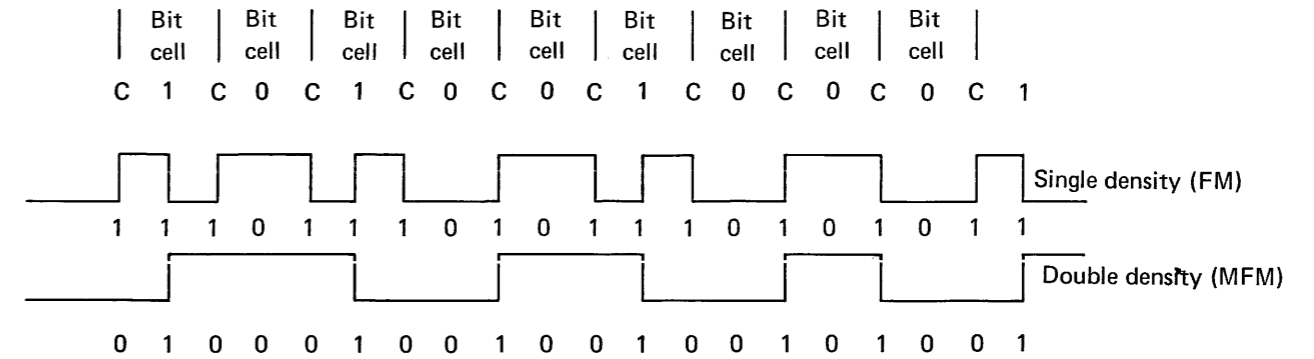 Bit Bit Bit Bit Bit Bit Bit Bit Bit
cell cell cell cell cell cell cell cell cell
C 1 C 0 C 1 C 0 C 0 C 1 C 0 C 0 C 0 C 1
Single density (FM)
1 1 1 0 1 1 1 0 1 0 1 1 1 0 1 0 1 0 1 1
Double density (MFM)
0 1 0 0 0 1 0 0 1 0 0 1 0 0 1 0 1 0 0 1